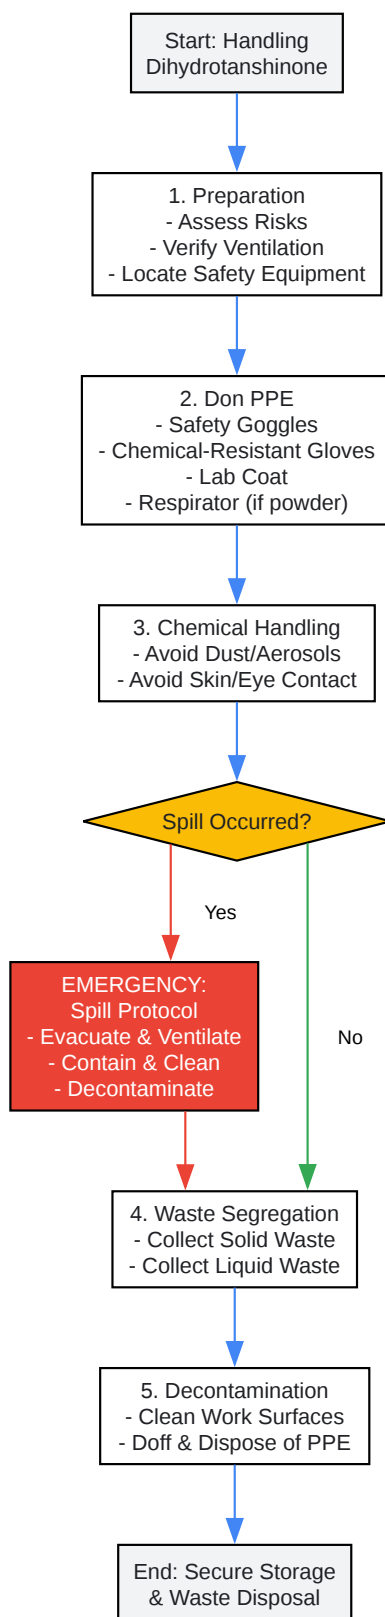 Start: Handling
Dihydrotanshinone
1. Preparation
- Assess Risks
- Verify Ventilation
- Locate Safety Equipment
2. Don PPE
- Safety Goggles
- Chemical-Resistant Gloves
- Lab Coat
- Respirator (if powder)
3. Chemical Handling
- Avoid Dust/Aerosols
- Avoid Skin/Eye Contact
Spill Occurred?
Yes
EMERGENCY:
Spill Protocol
- Evacuate & Ventilate
- Contain & Clean
- Decontaminate
No
4. Waste Segregation
- Collect Solid Waste
- Collect Liquid Waste
5. Decontamination
- Clean Work Surfaces
- Doff & Dispose of PPE
End: Secure Storage
& Waste Disposal